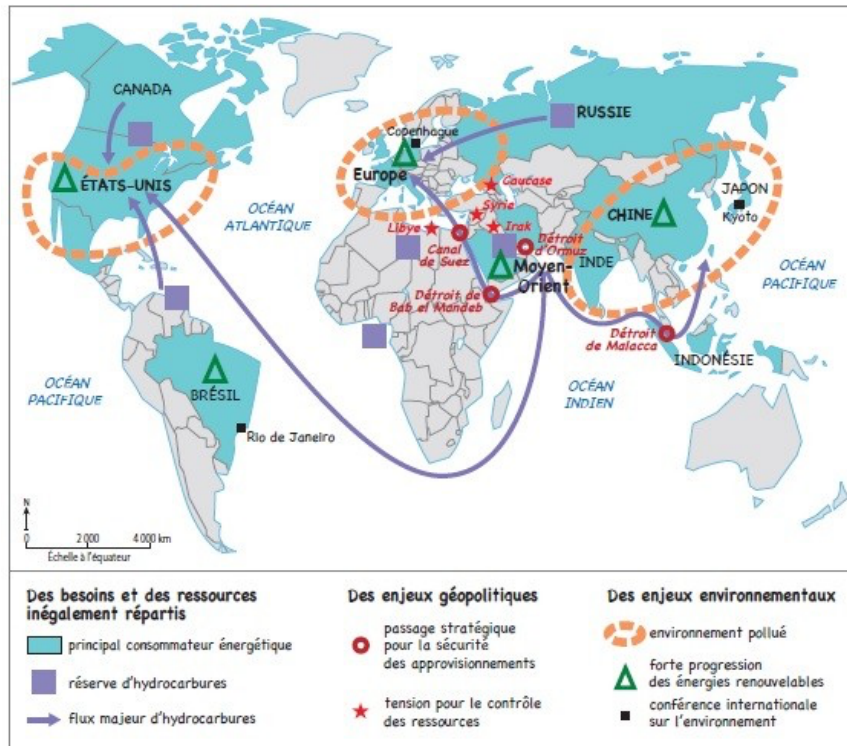 CANADA
ÉTATS-UNIS
OCÉAN
ATLANTIQUE
OCÉAN
PACIFIQUE
BRÉSIL
Rio de Janeiro
Copenhague
Europe
RUSSIE
Caucase
Syrie
Libye
Irak
Canal
de Suez
Détroit
d'Ormuz
Moyen-
Orient
Détroit de
Bab el Mandeb
INDE
CHINE
JAPON
Kyoto
OCÉAN
PACIFIQUE
Détroit
de Malacca
INDONÉSIE
OCÉAN
INDIEN
N
0 2 000 4 000 km
Échelle à l'équateur
Des besoins et des ressources
inégalement répartis
principal consommateur énergétique
réserve d'hydrocarbures
flux majeur d'hydrocarbures
Des enjeux géopolitiques
passage stratégique
pour la sécurité
des approvisionnements
tension pour le contrôle
des ressources
Des enjeux environnementaux
environnement pollué
forte progression
des énergies renouvelables
conférence internationale
sur l'environnement